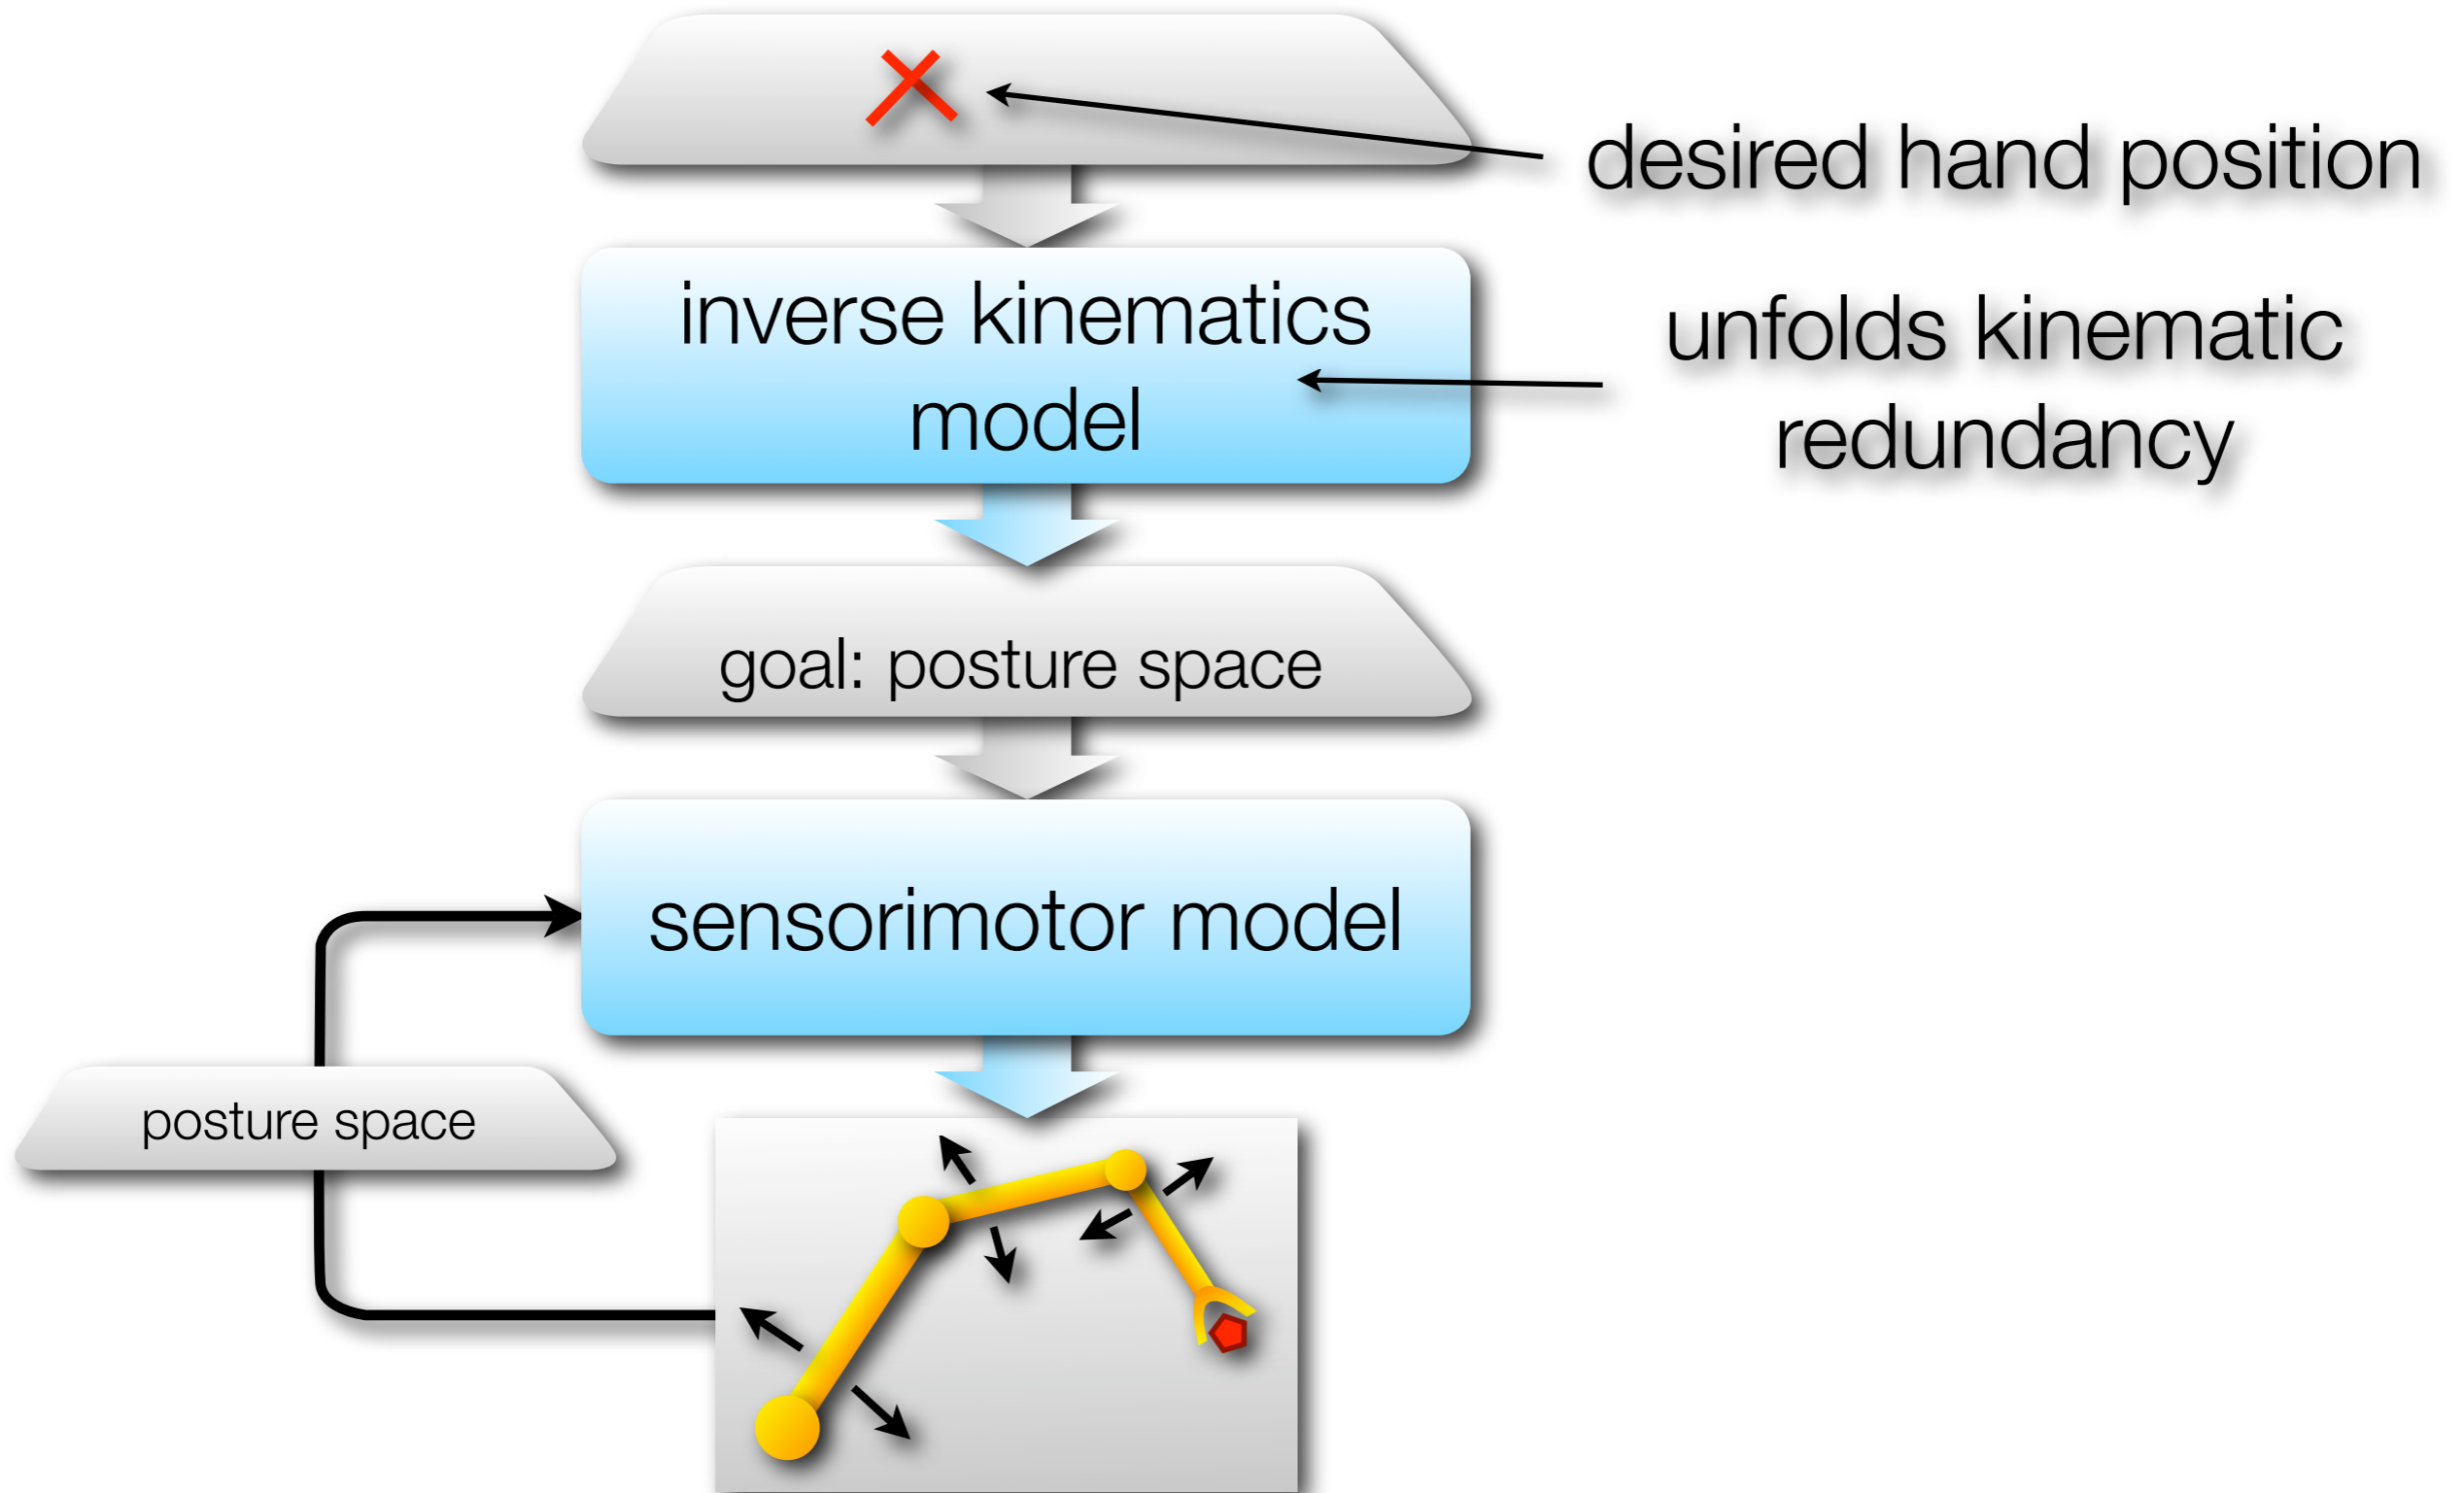 desired hand position
inverse kinematics
model
unfolds kinematic
redundancy
goal: posture space
sensorimotor model
posture space